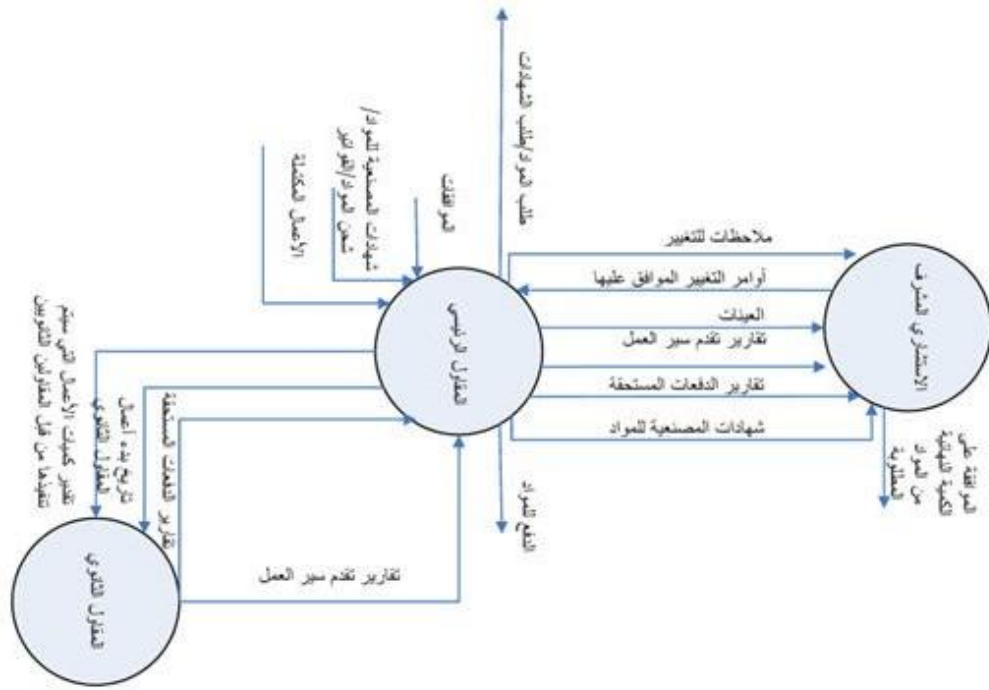 طلب المواد/طلب الشهادات
شهادات المصنعية للمواد/
شحن المواد/الفواتير
الموافقات
الأعمال المكتملة
ملاحظات للتغيير
أوامر التغيير الموافق عليها
العينات
تقارير تقدم سير العمل
تقارير الدفعات المستحقة
شهادات المصنعية للمواد
الاستشاري المشرف
المقاول الرئيسي
الموافقة على
الكمية النهائية
من المواد
المطلوبة
الدفع للمواد
تقدير كميات الأعمال التي سيتم
تنفيذها من قبل المقاولين الثانويين
تاريخ بدء أعمال
المقاول الثانوي
تقارير الدفعات المستحقة
تقارير تقدم سير العمل
المقاول الثانوي